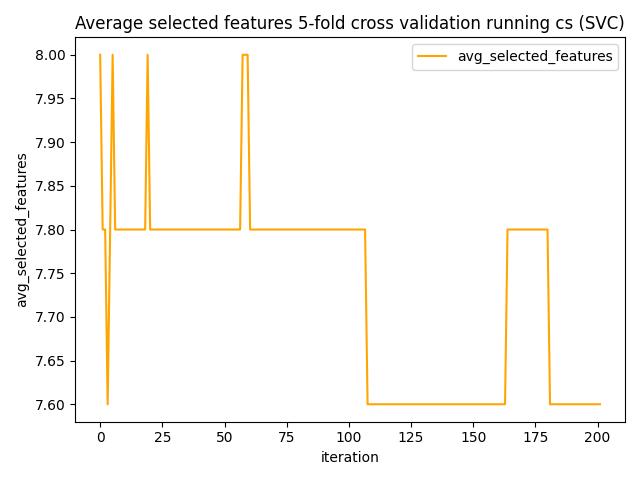 Average selected features 5-fold cross validation running cs (SVC)
avg_selected_features
8.00
7.95
7.90
7.85
7.80
7.75
7.70
7.65
7.60
avg_selected_features
0 25 50 75 100 125 150 175 200
iteration